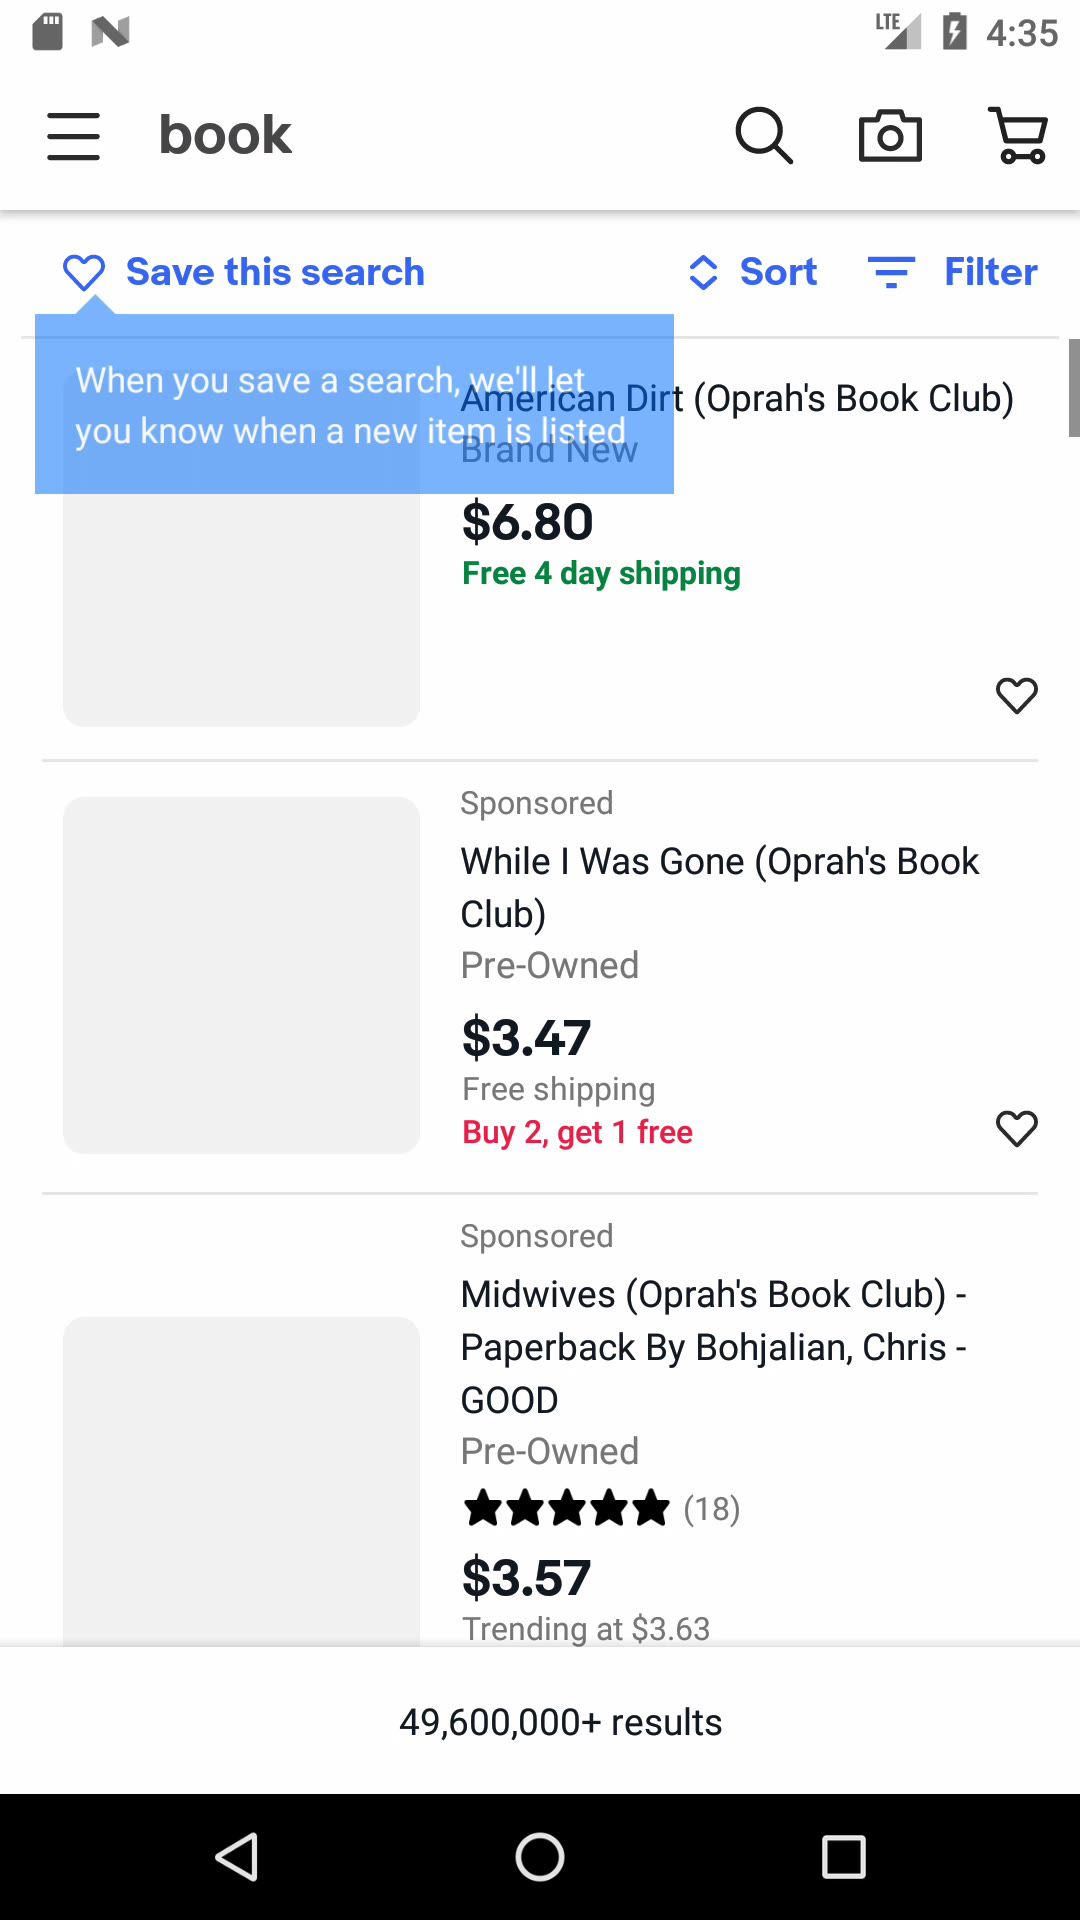 LTE 4:35
book
Save this search Sort Filter
When you save a search, we'll let
you know when a new item is listed
American Dirt (Oprah's Book Club)
Brand New
$6.80
Free 4 day shipping
Sponsored
While I Was Gone (Oprah's Book
Club)
Pre-Owned
$3.47
Free shipping
Buy 2, get 1 free
Sponsored
Midwives (Oprah's Book Club) -
Paperback By Bohjalian, Chris -
GOOD
Pre-Owned
(18)
$3.57
Trending at $3.63
49,600,000+ results